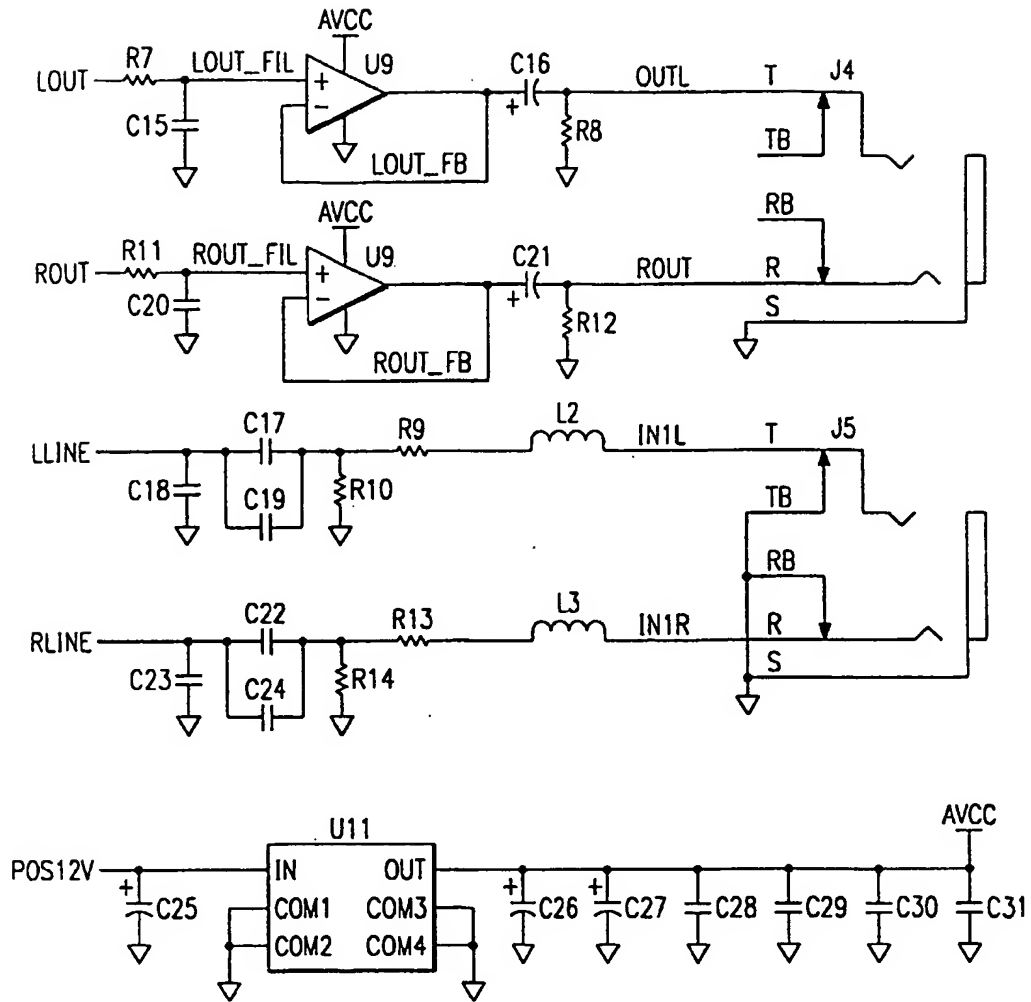 AVCC
R7 LOUT_FIL U9 C16 OUTL T J4
LOUT
+
−
C15 + R8 TB
LOUT_FB
AVCC RB
R11 ROUT_FIL U9 C21 ROUT R
ROUT
+
−
C20 + R12 S
ROUT_FB
C17 R9 L2 IN1L T J5
LLINE
C18 C19 R10 TB
RB
C22 R13 L3 IN1R R
RLINE
C23 C24 R14 S
U11 AVCC
POS12V IN OUT
+ C25 COM1 COM3 + C26 + C27 C28 C29 C30 C31
COM2 COM4